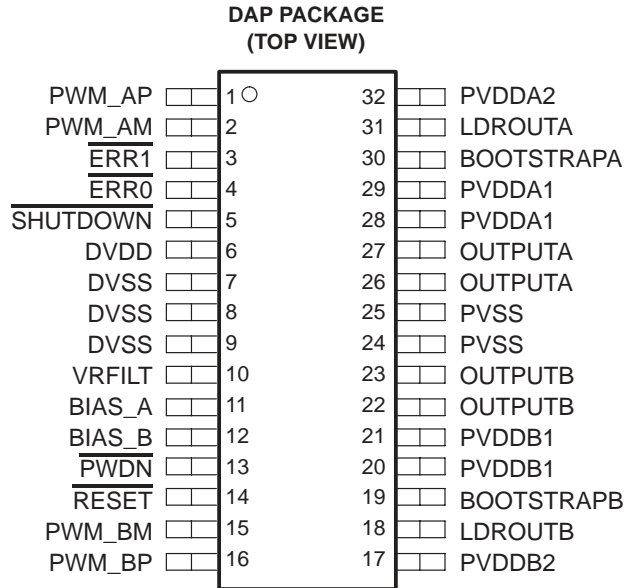 DAP PACKAGE
(TOP VIEW)
PWM_AP 1 32 PVDDA2
PWM_AM 2 31 LDROUTA
ERR1 3 30 BOOTSTRAPA
ERR0 4 29 PVDDA1
SHUTDOWN 5 28 PVDDA1
DVDD 6 27 OUTPUTA
DVSS 7 26 OUTPUTA
DVSS 8 25 PVSS
DVSS 9 24 PVSS
VRFILT 10 23 OUTPUTB
BIAS_A 11 22 OUTPUTB
BIAS_B 12 21 PVDDB1
PWDN 13 20 PVDDB1
RESET 14 19 BOOTSTRAPB
PWM_BM 15 18 LDROUTB
PWM_BP 16 17 PVDDB2